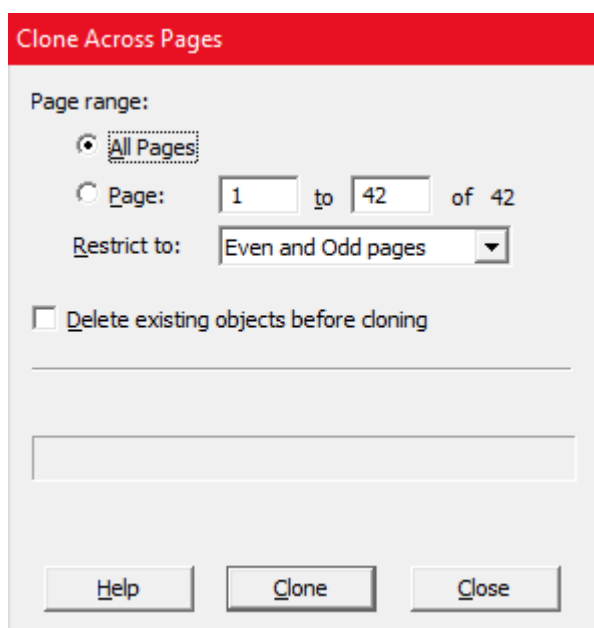 Clone Across Pages
Page range:
All Pages
Page: 1 to 42 of 42
Restrict to: Even and Odd pages
Delete existing objects before cloning
Help Clone Close